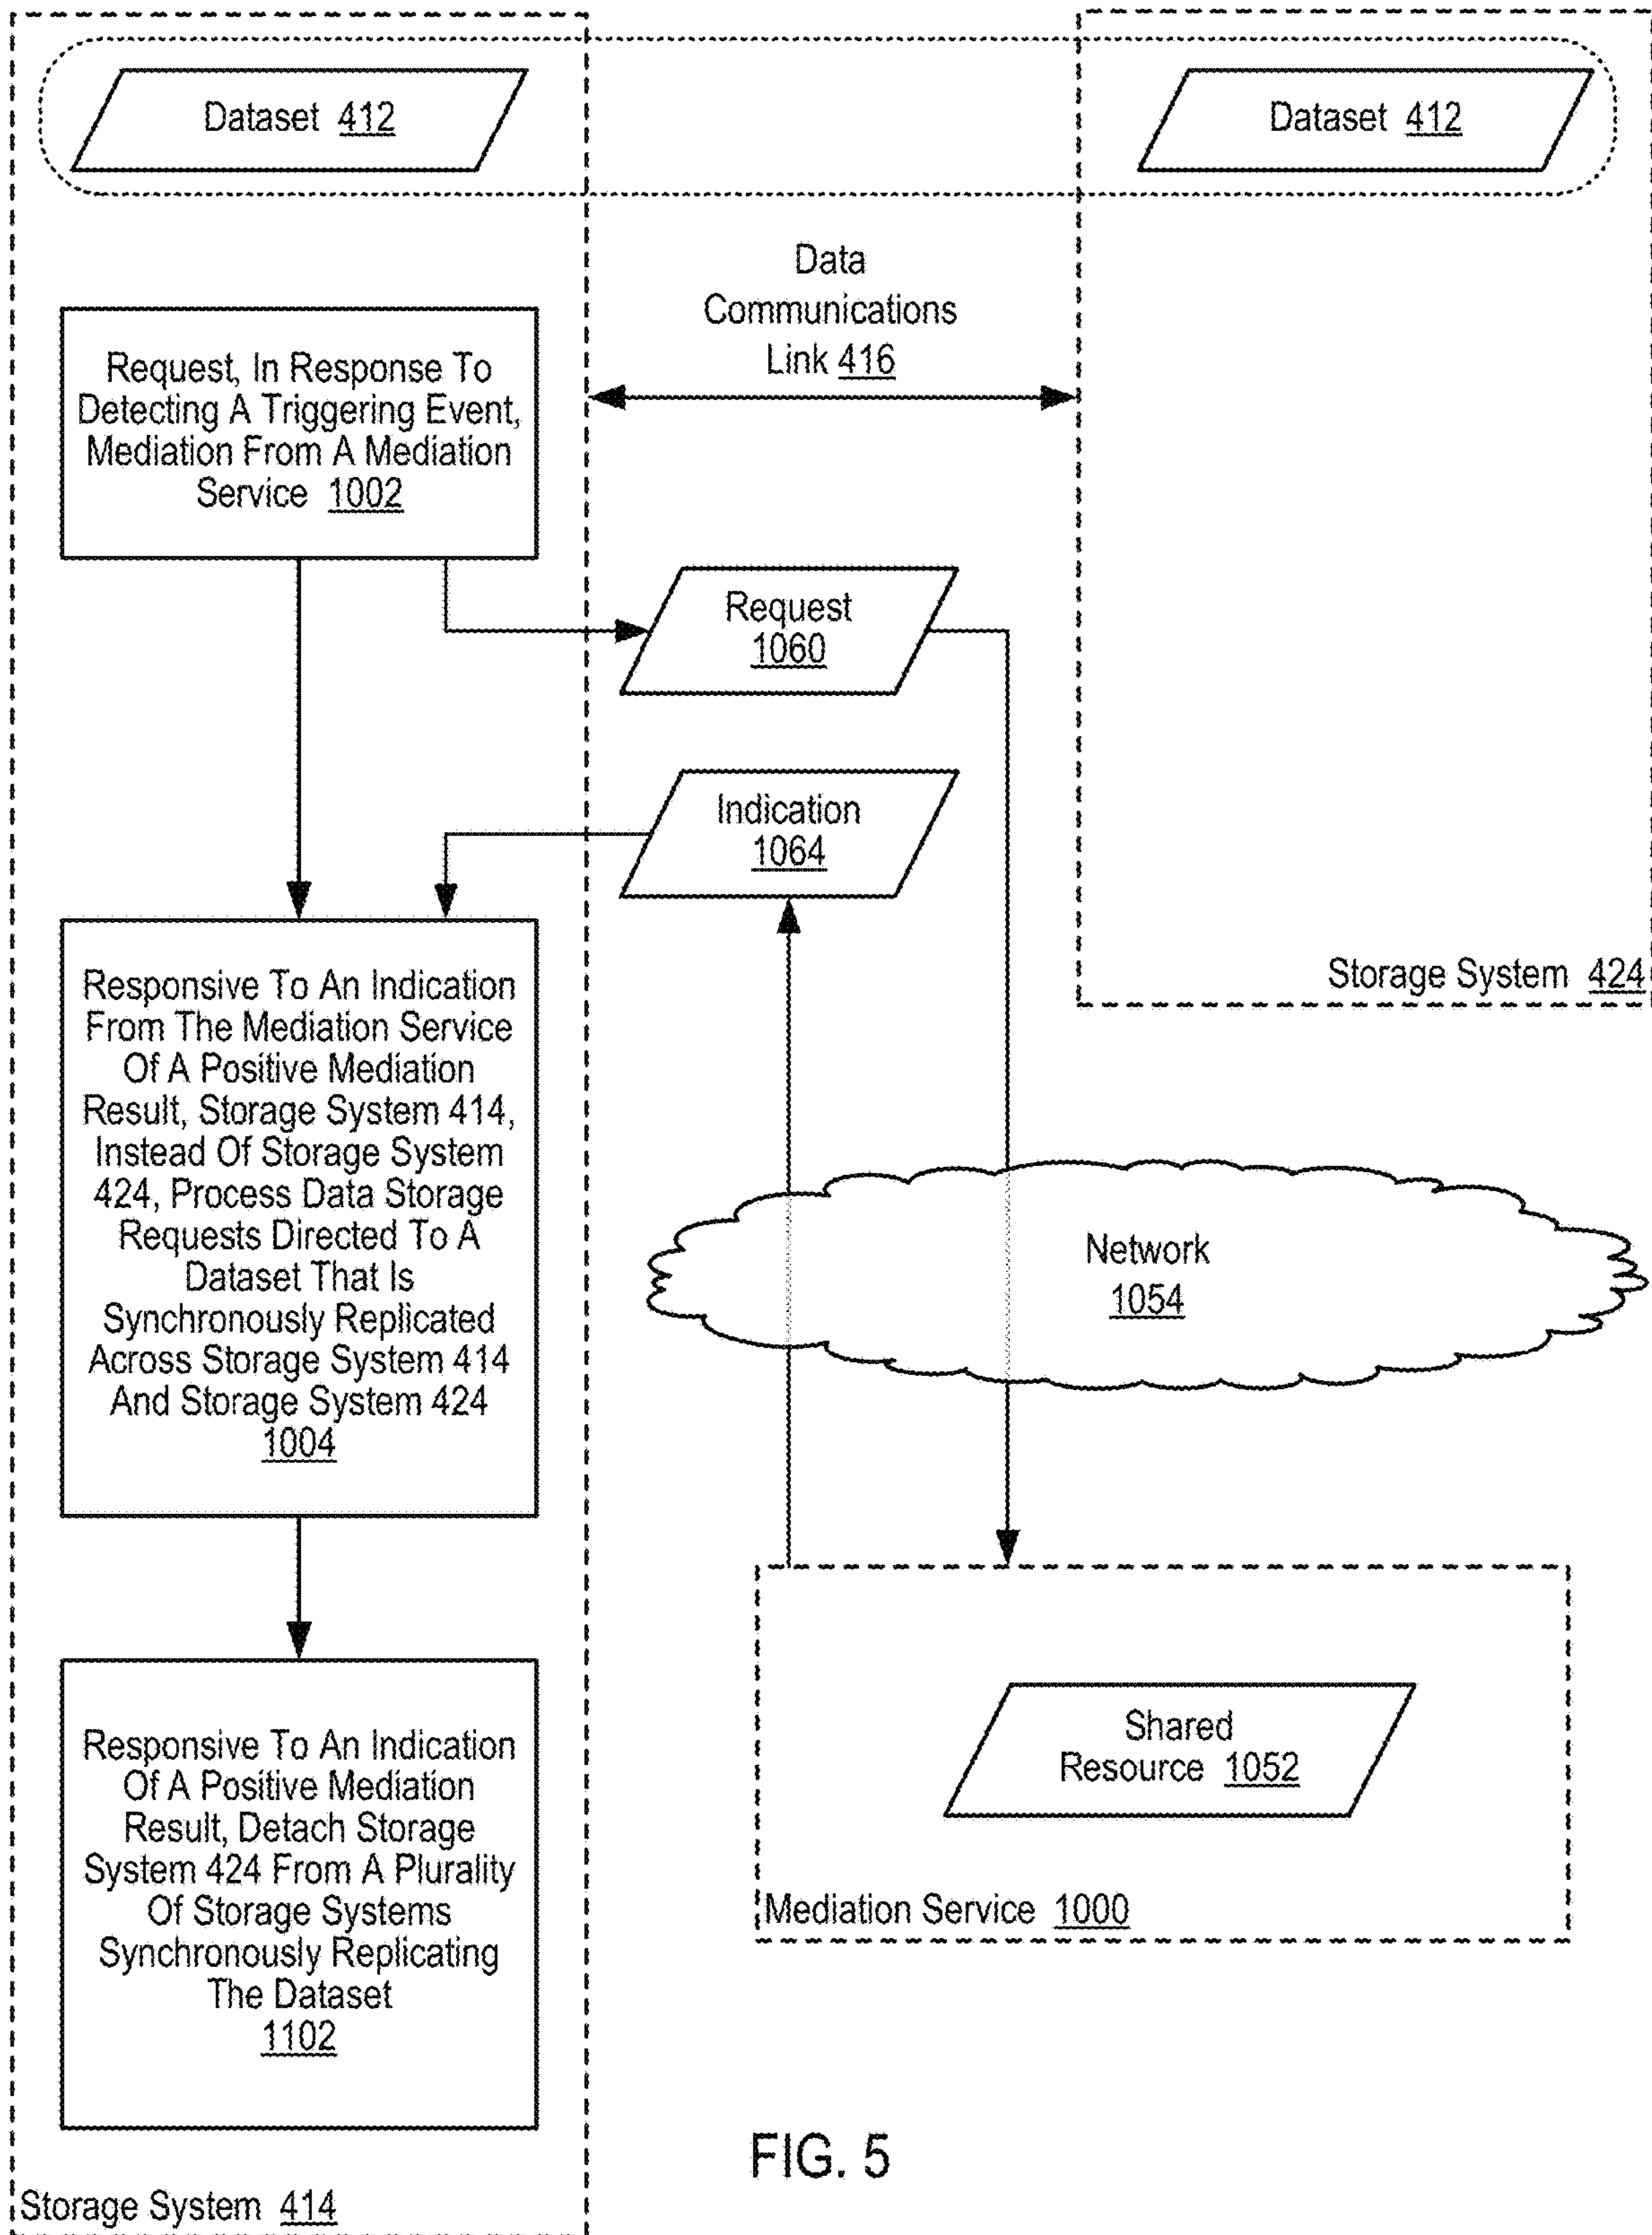 Dataset 412
Dataset 412
Data
Communications
Link 416
Request, In Response To
Detecting A Triggering Event,
Mediation From A Mediation
Service 1002
Request
1060
Indication
1064
Storage System 424
Responsive To An Indication
From The Mediation Service
Of A Positive Mediation
Result, Storage System 414,
Instead Of Storage System
424, Process Data Storage
Requests Directed To A
Dataset That Is
Synchronously Replicated
Across Storage System 414
And Storage System 424
1004
Network
1054
Shared
Resource 1052
Mediation Service 1000
Responsive To An Indication
Of A Positive Mediation
Result, Detach Storage
System 424 From A Plurality
Of Storage Systems
Synchronously Replicating
The Dataset
1102
Storage System 414
FIG. 5